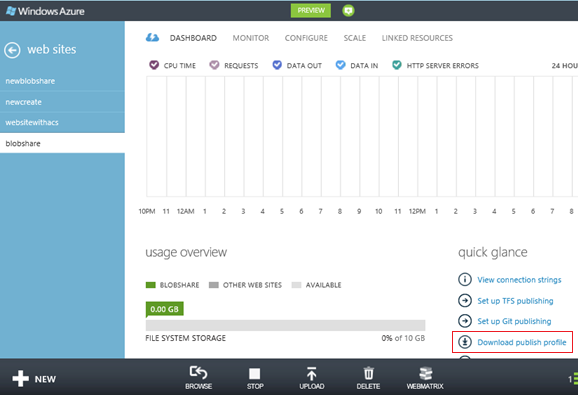 Windows Azure
PREVIEW
web sites
newblobshare
newcreate
websitewithacs
blobshare
DASHBOARD MONITOR CONFIGURE SCALE LINKED RESOURCES
CPU TIME REQUESTS DATA OUT DATA IN HTTP SERVER ERRORS 24 HOU
10PM 11 12AM 1 2 3 4 5 6 7 8 9 10 11 12PM 1 2 3 4 5 6 7 8
usage overview
BLOBSHARE OTHER WEB SITES AVAILABLE
0.00 GB
FILE SYSTEM STORAGE 0% of 10 GB
quick glance
View connection strings
Set up TFS publishing
Set up Git publishing
Download publish profile
NEW
BROWSE STOP UPLOAD DELETE WEBMATRIX
1